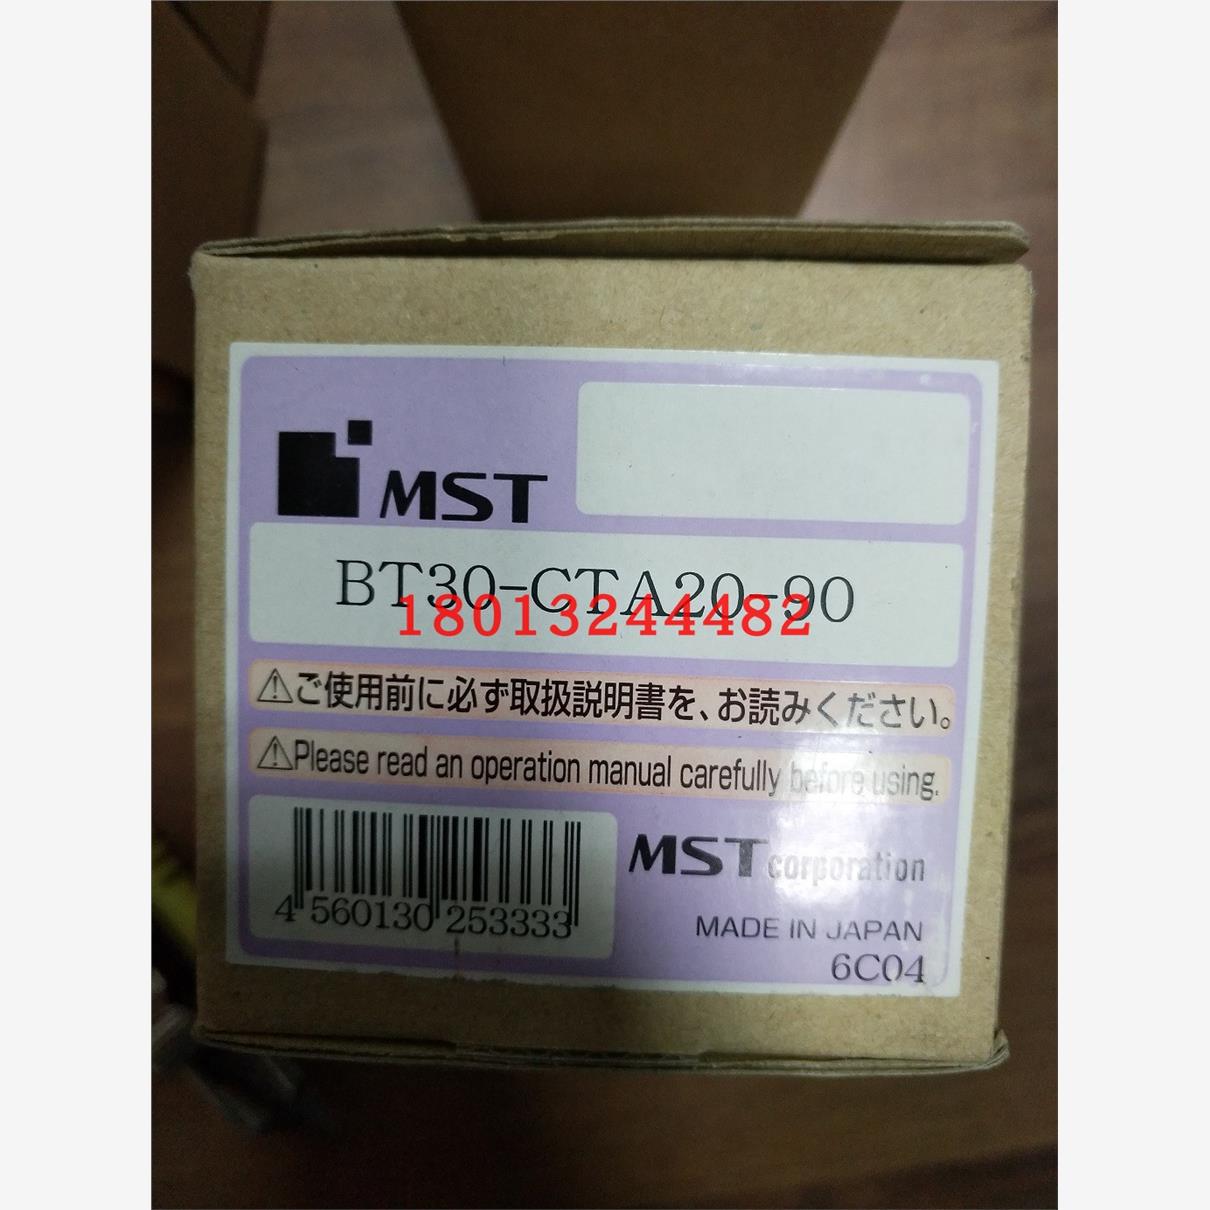 MST
BT30-CTA20-90
18013244482
⚠ご使用前に必ず取扱説明書を、お読みください。
⚠Please read an operation manual carefully before using.
4 560130 253333
MST corporation
MADE IN JAPAN
6C04